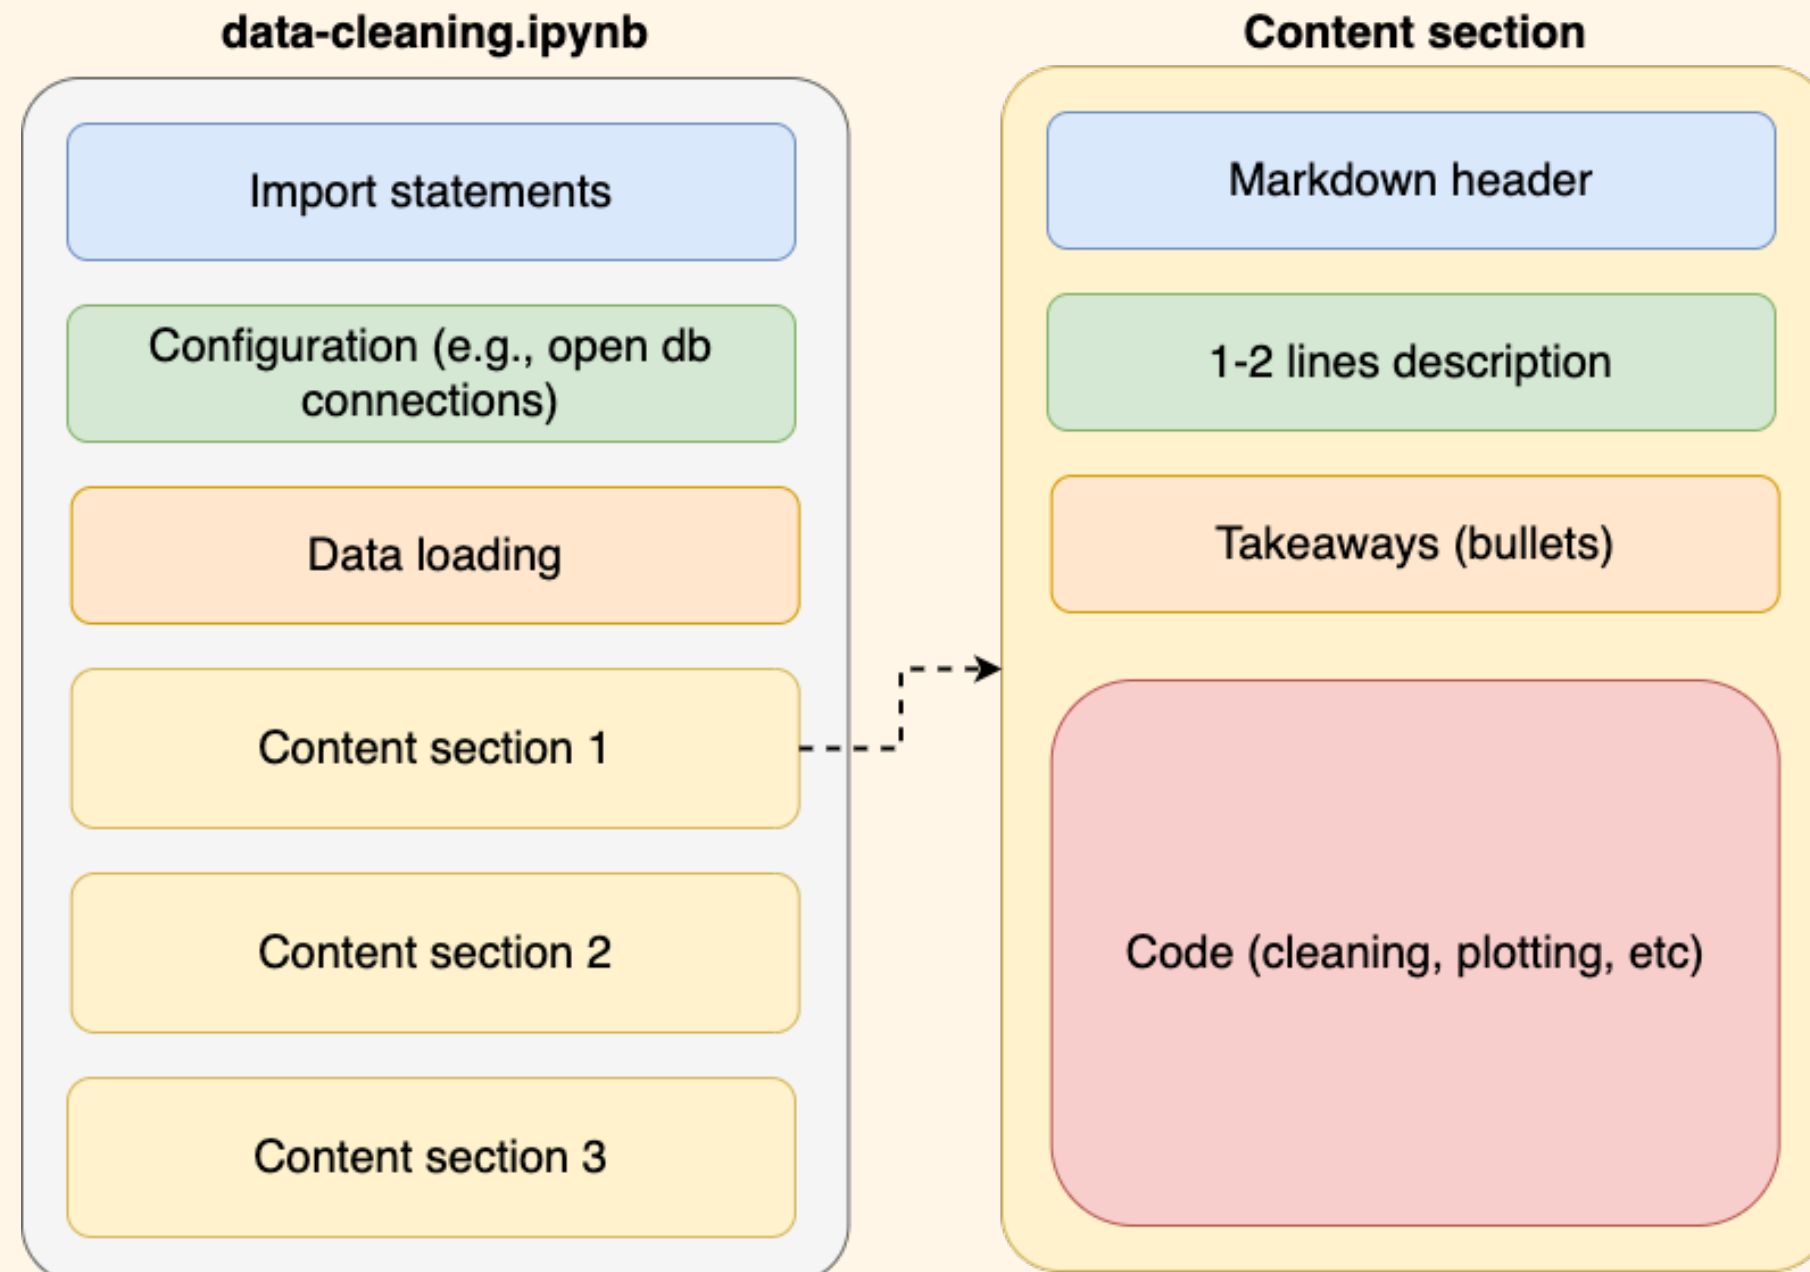 data-cleaning.ipynb
Import statements
Configuration (e.g., open db
connections)
Data loading
Content section 1
Content section 2
Content section 3
Content section
Markdown header
1-2 lines description
Takeaways (bullets)
Code (cleaning, plotting, etc)